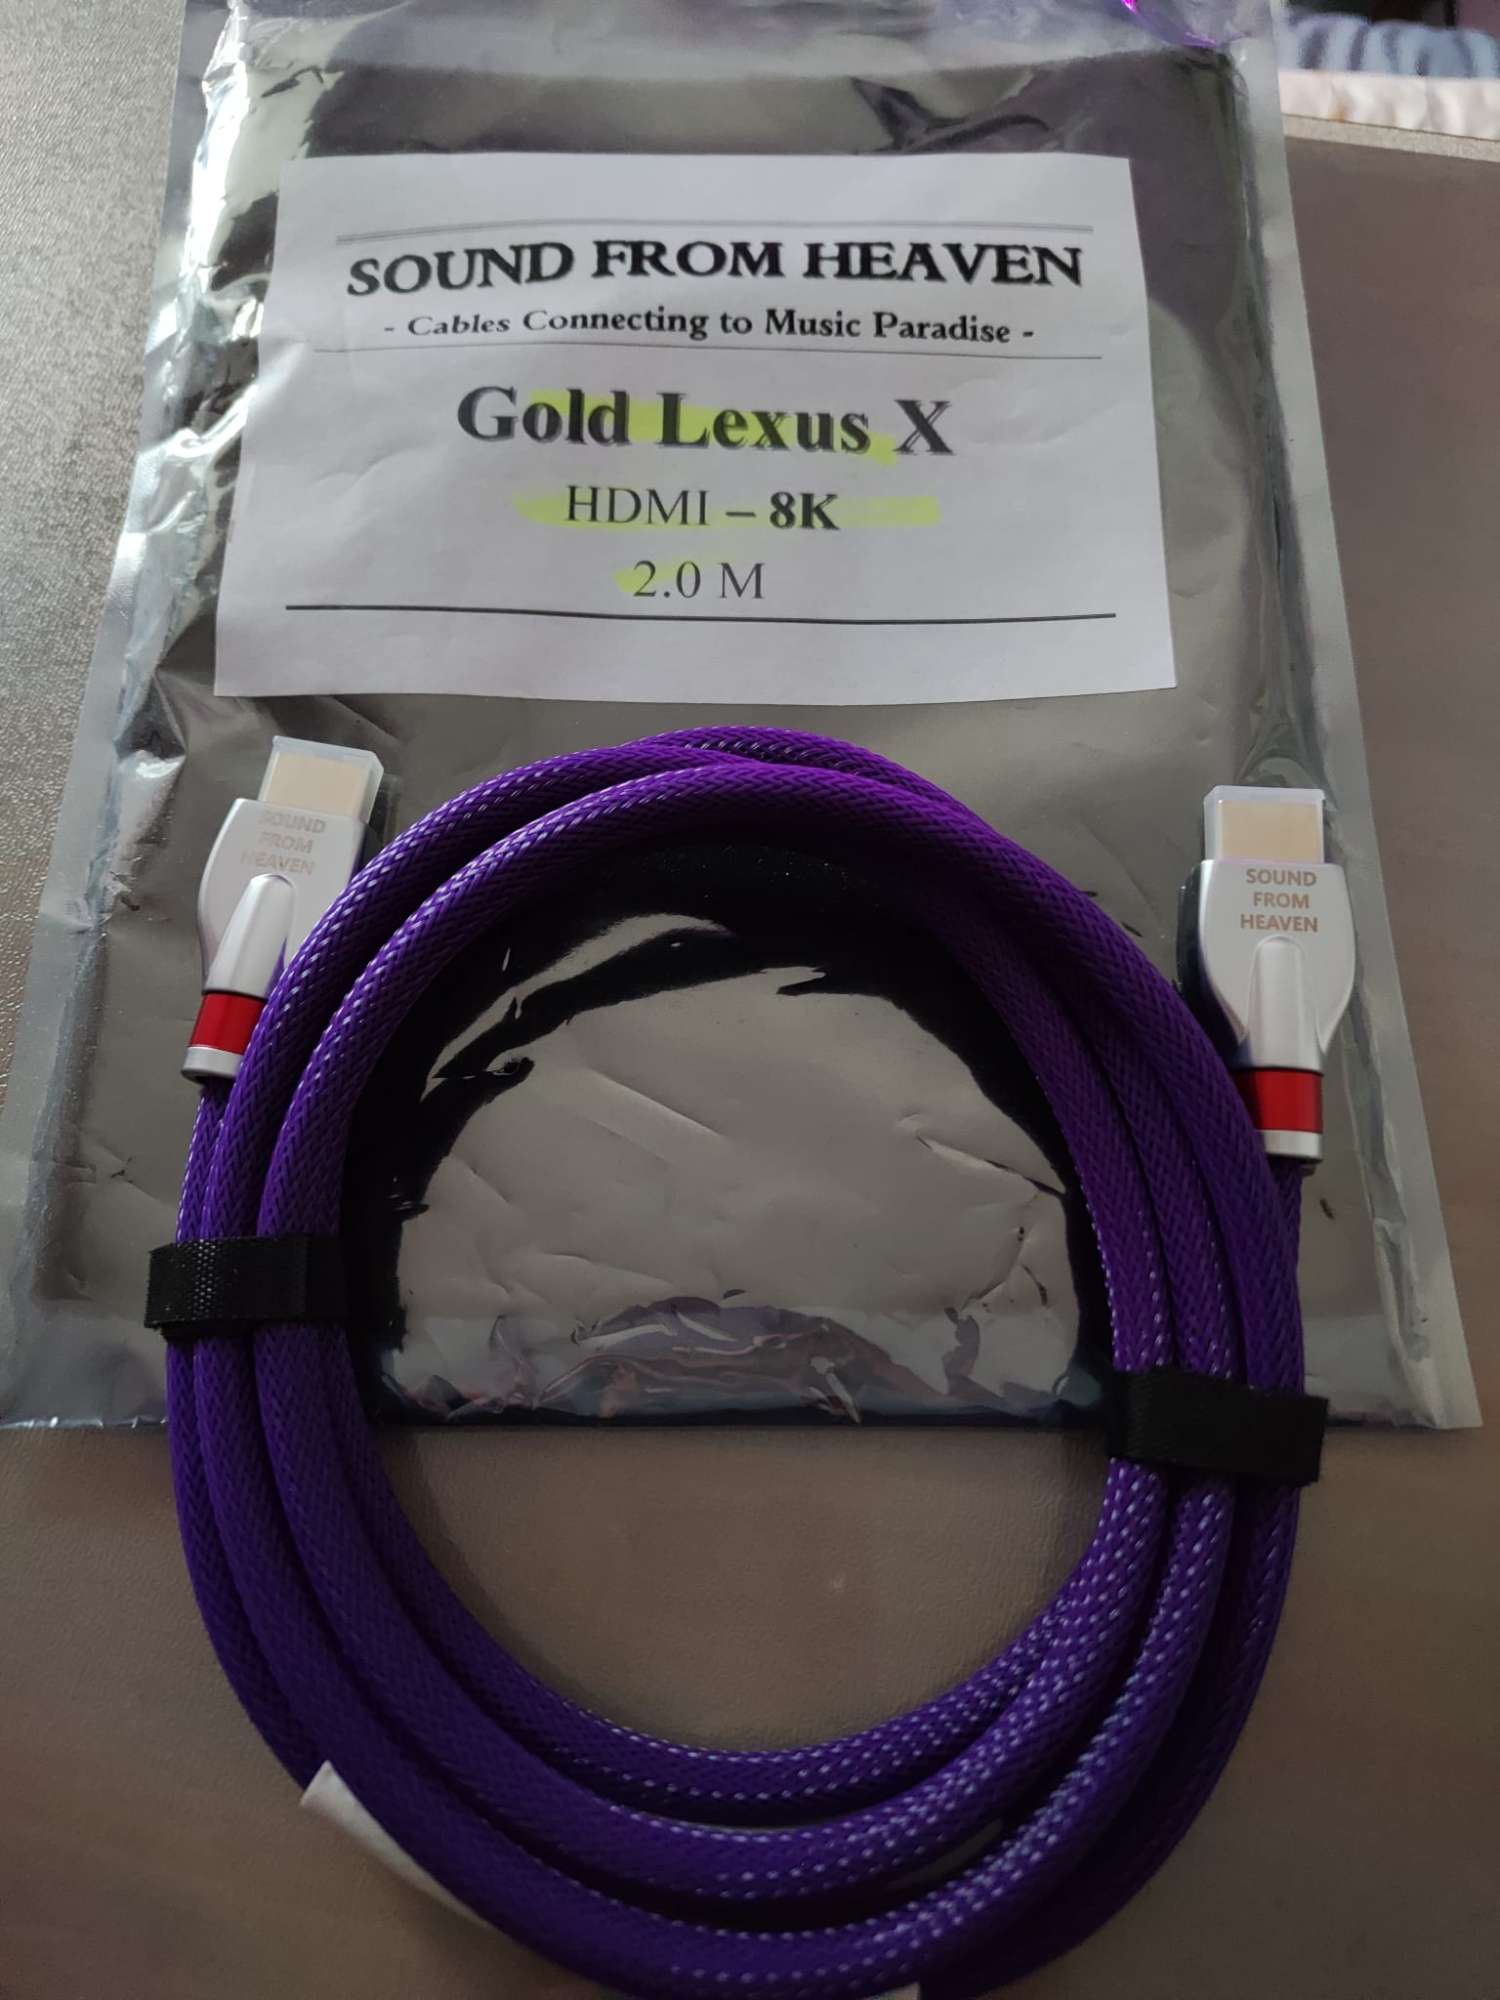 SOUND FROM HEAVEN
- Cables Connecting to Music Paradise -
Gold Lexus X
HDMI – 8K
2.0 M
SOUND
FROM
HEAVEN
SOUND
FROM
HEAVEN